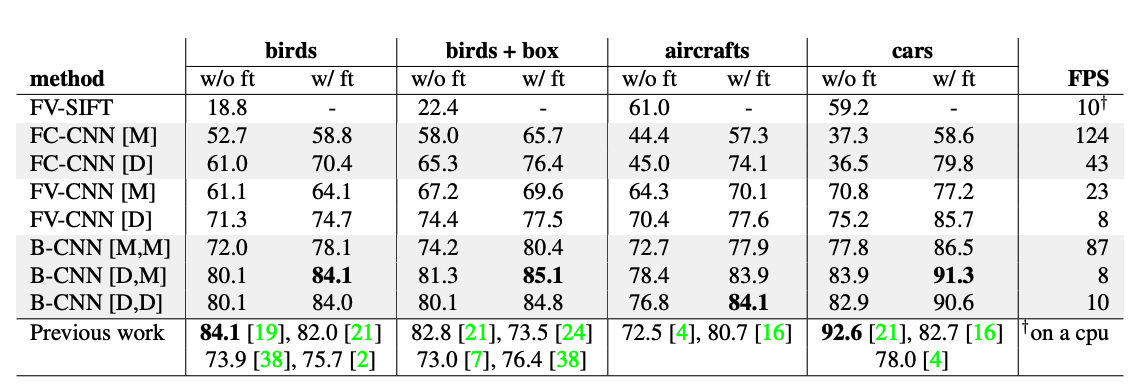 birds birds + box aircrafts cars
method w/o ft w/ ft w/o ft w/ ft w/o ft w/ ft w/o ft w/ ft FPS
FV-SIFT 18.8 - 22.4 - 61.0 - 59.2 - 10†
FC-CNN [M] 52.7 58.8 58.0 65.7 44.4 57.3 37.3 58.6 124
FC-CNN [D] 61.0 70.4 65.3 76.4 45.0 74.1 36.5 79.8 43
FV-CNN [M] 61.1 64.1 67.2 69.6 64.3 70.1 70.8 77.2 23
FV-CNN [D] 71.3 74.7 74.4 77.5 70.4 77.6 75.2 85.7 8
B-CNN [M,M] 72.0 78.1 74.2 80.4 72.7 77.9 77.8 86.5 87
B-CNN [D,M] 80.1 84.1 81.3 85.1 78.4 83.9 83.9 91.3 8
B-CNN [D,D] 80.1 84.0 80.1 84.8 76.8 84.1 82.9 90.6 10
Previous work 84.1 [19], 82.0 [21] 82.8 [21], 73.5 [24] 72.5 [4], 80.7 [16] 92.6 [21], 82.7 [16] †on a cpu
73.9 [38], 75.7 [2] 73.0 [7], 76.4 [38] 78.0 [4]